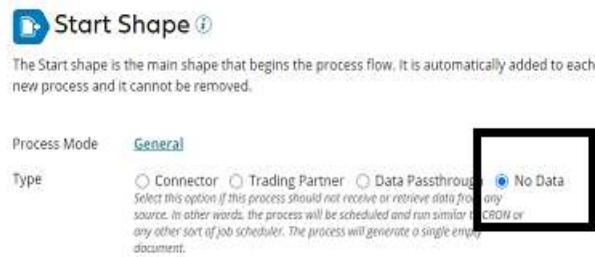 Start Shape i
The Start shape is the main shape that begins the process flow. It is automatically added to each
new process and it cannot be removed.
Process Mode General
Type Connector Trading Partner Data Passthrough No Data
Select this option if this process should not receive or retrieve data from any
source. In other words, the process will be scheduled and run similar to CRON or
any other sort of job scheduler. The process will generate a single empty
document.